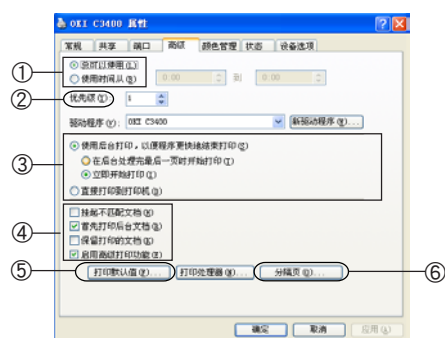 OKI C3400 属性
常规 共享 端口 高级 颜色管理 状态 设备选项
① 总可以使用(L)
使用时间从(B) 0:00 到 0:00
② 优先级(Y): 1
驱动程序(V): OKI C3400 新驱动程序(W)...
③ 使用后台打印，以便程序更快地结束打印(S)
在后台处理完最后一页时开始打印(T)
立即开始打印(I)
直接打印到打印机(D)
④ 挂起不匹配文档(H)
首先打印后台文档(R)
保留打印的文档(K)
启用高级打印功能(E)
⑤ 打印默认值(F)... 打印处理器(N)... 分隔页(O)... ⑥
确定 取消 应用(A)